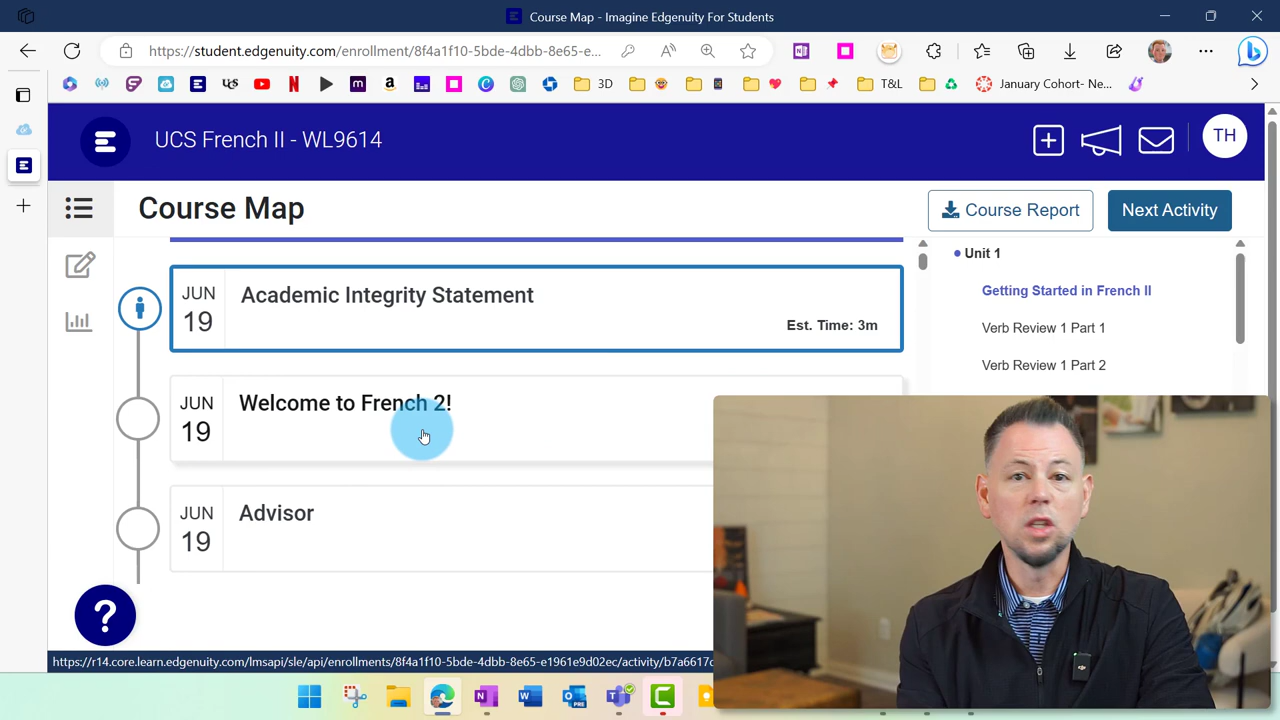 Course Map - Imagine Edgenuity For Students
https://student.edgenuity.com/enrollment/8f4a1f10-5bde-4dbb-8e65-e...
3D
T&L
January Cohort- Ne...
UCS French II - WL9614
TH
Course Map
Course Report
Next Activity
JUN
19
Academic Integrity Statement
Est. Time: 3m
JUN
19
Welcome to French 2!
JUN
19
Advisor
Unit 1
Getting Started in French II
Verb Review 1 Part 1
Verb Review 1 Part 2
?
https://r14.core.learn.edgenuity.com/lmsapi/sle/api/enrollments/8f4a1f10-5bde-4dbb-8e65-e1961e9d02ec/activity/b7a6617d